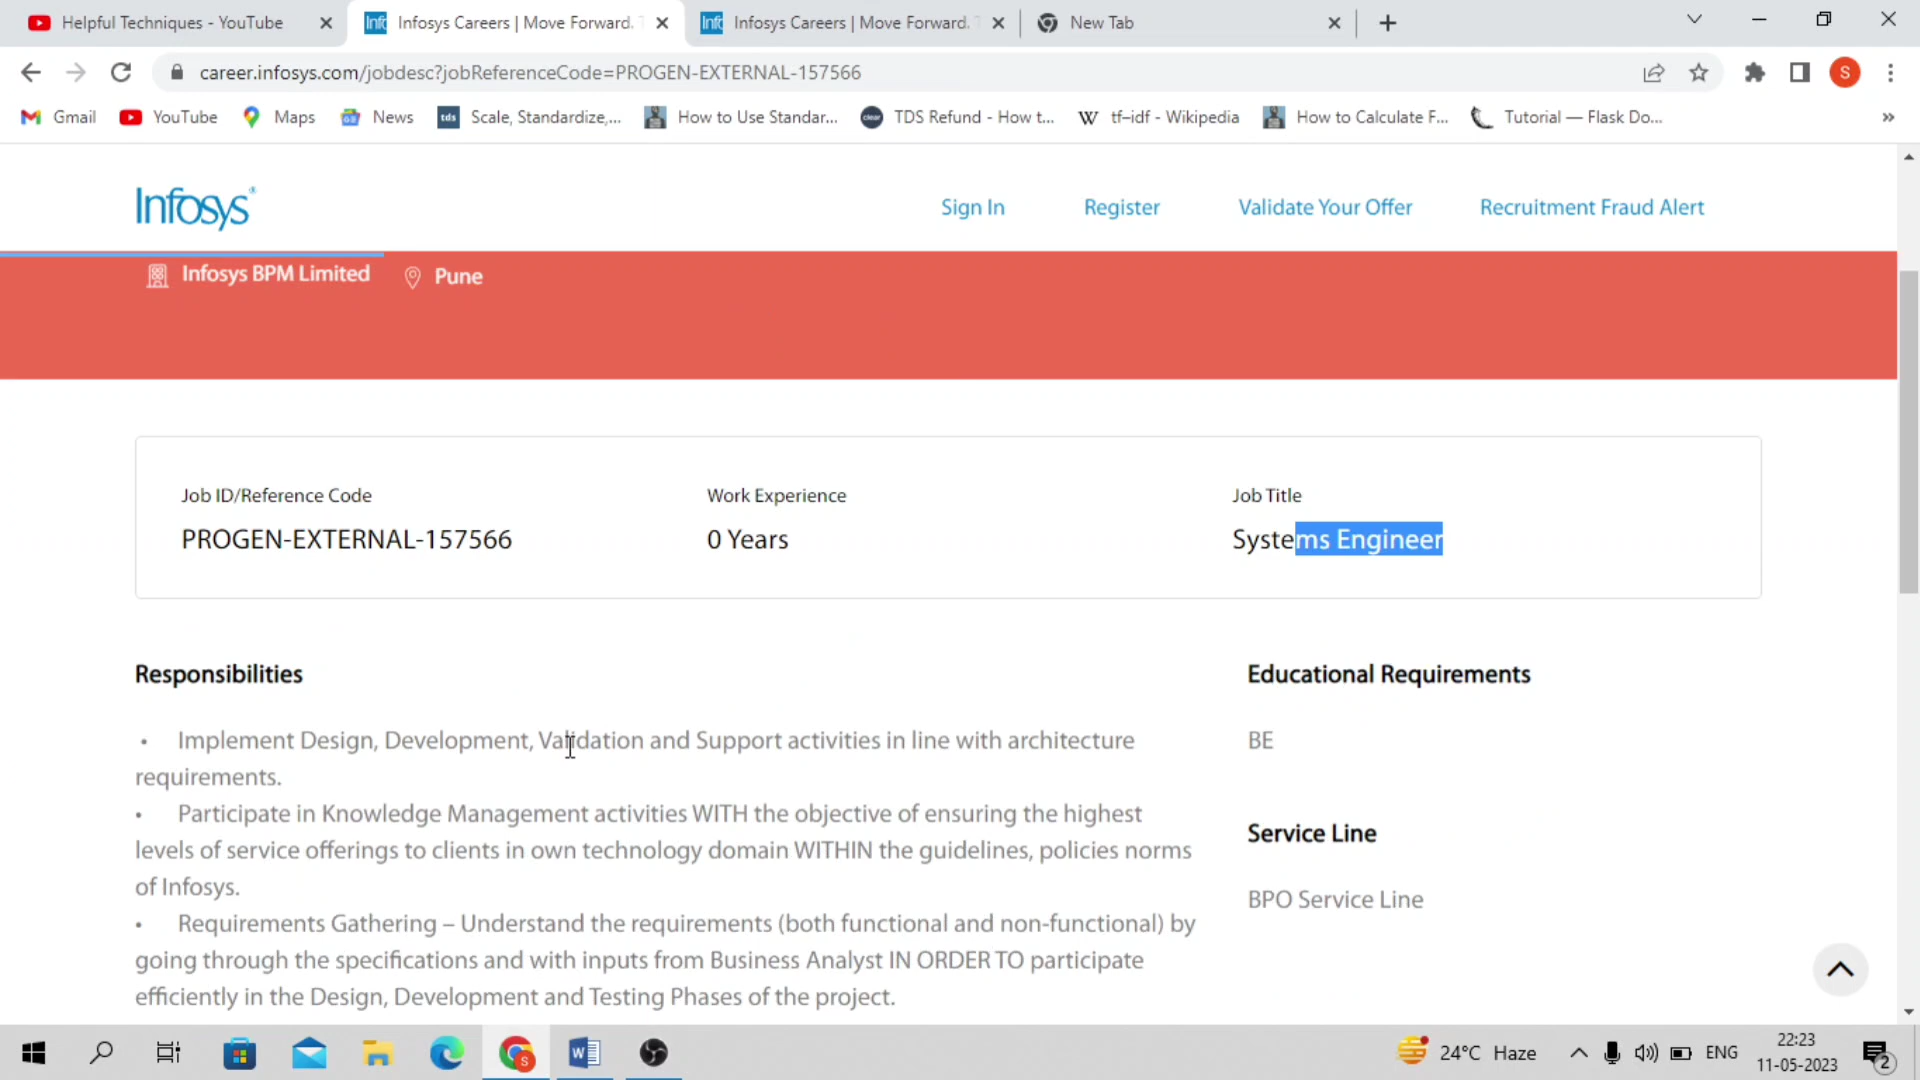 Helpful Techniques - YouTube
Infosys Careers | Move Forward.
Infosys Careers | Move Forward.
New Tab
career.infosys.com/jobdesc?jobReferenceCode=PROGEN-EXTERNAL-157566
S
Gmail
YouTube
Maps
News
tds
Scale, Standardize,...
How to Use Standar...
clear
TDS Refund - How t...
W
tf–idf - Wikipedia
How to Calculate F...
Tutorial — Flask Do...
»
Infosys®
Sign In
Register
Validate Your Offer
Recruitment Fraud Alert
Infosys BPM Limited
Pune
Job ID/Reference Code
PROGEN-EXTERNAL-157566
Work Experience
0 Years
Job Title
Systems Engineer
Responsibilities
• Implement Design, Development, Validation and Support activities in line with architecture
requirements.
• Participate in Knowledge Management activities WITH the objective of ensuring the highest
levels of service offerings to clients in own technology domain WITHIN the guidelines, policies norms
of Infosys.
• Requirements Gathering – Understand the requirements (both functional and non-functional) by
going through the specifications and with inputs from Business Analyst IN ORDER TO participate
efficiently in the Design, Development and Testing Phases of the project.
Educational Requirements
BE
Service Line
BPO Service Line
24°C Haze
ENG
22:23
11-05-2023
2